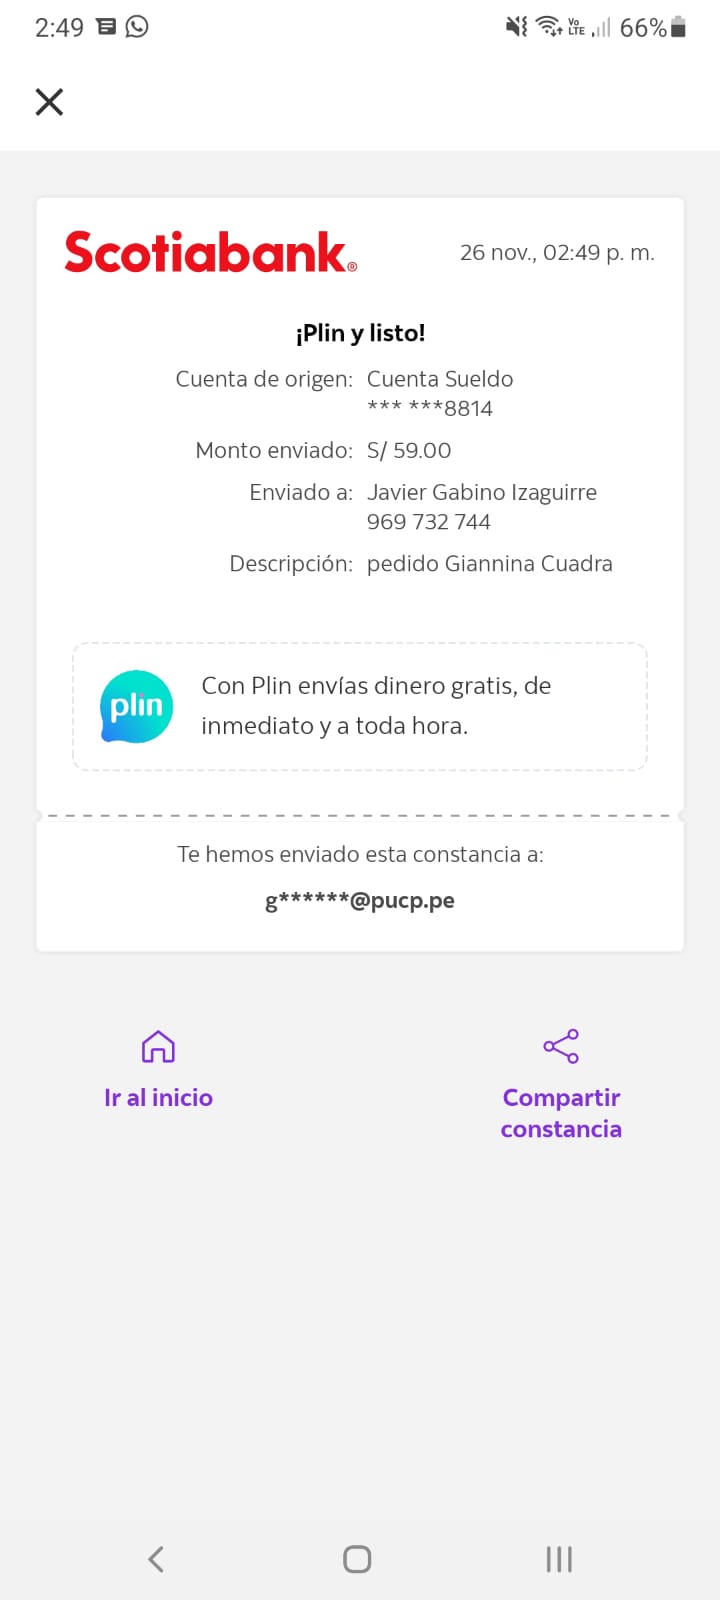 2:49
Vo
LTE
66%
Scotiabank®
26 nov., 02:49 p. m.
¡Plin y listo!
Cuenta de origen: Cuenta Sueldo
*** ***8814
Monto enviado: S/ 59.00
Enviado a: Javier Gabino Izaguirre
969 732 744
Descripción: pedido Giannina Cuadra
plin
Con Plin envías dinero gratis, de
inmediato y a toda hora.
Te hemos enviado esta constancia a:
g******@pucp.pe
Ir al inicio
Compartir
constancia